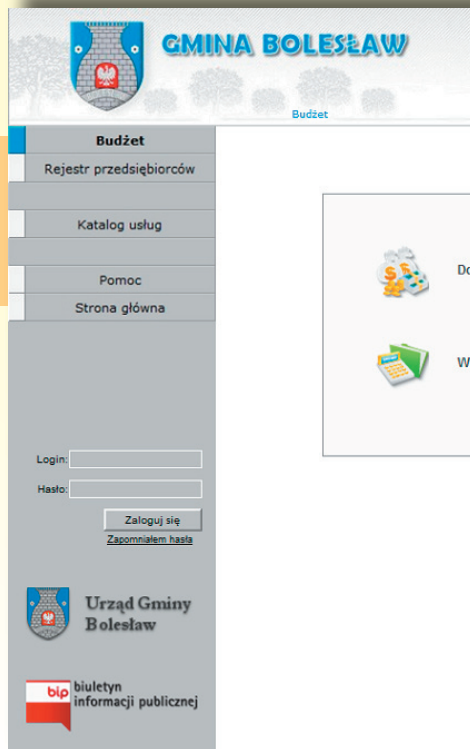 GMINA BOLESŁAW
Budżet
Budżet
Rejestr przedsiębiorców
Katalog usług
Pomoc
Strona główna
Do
W
Login:
Hasło:
Zaloguj się
Zapomniałem hasła
Urząd Gminy
Bolesław
bip biuletyn
informacji publicznej